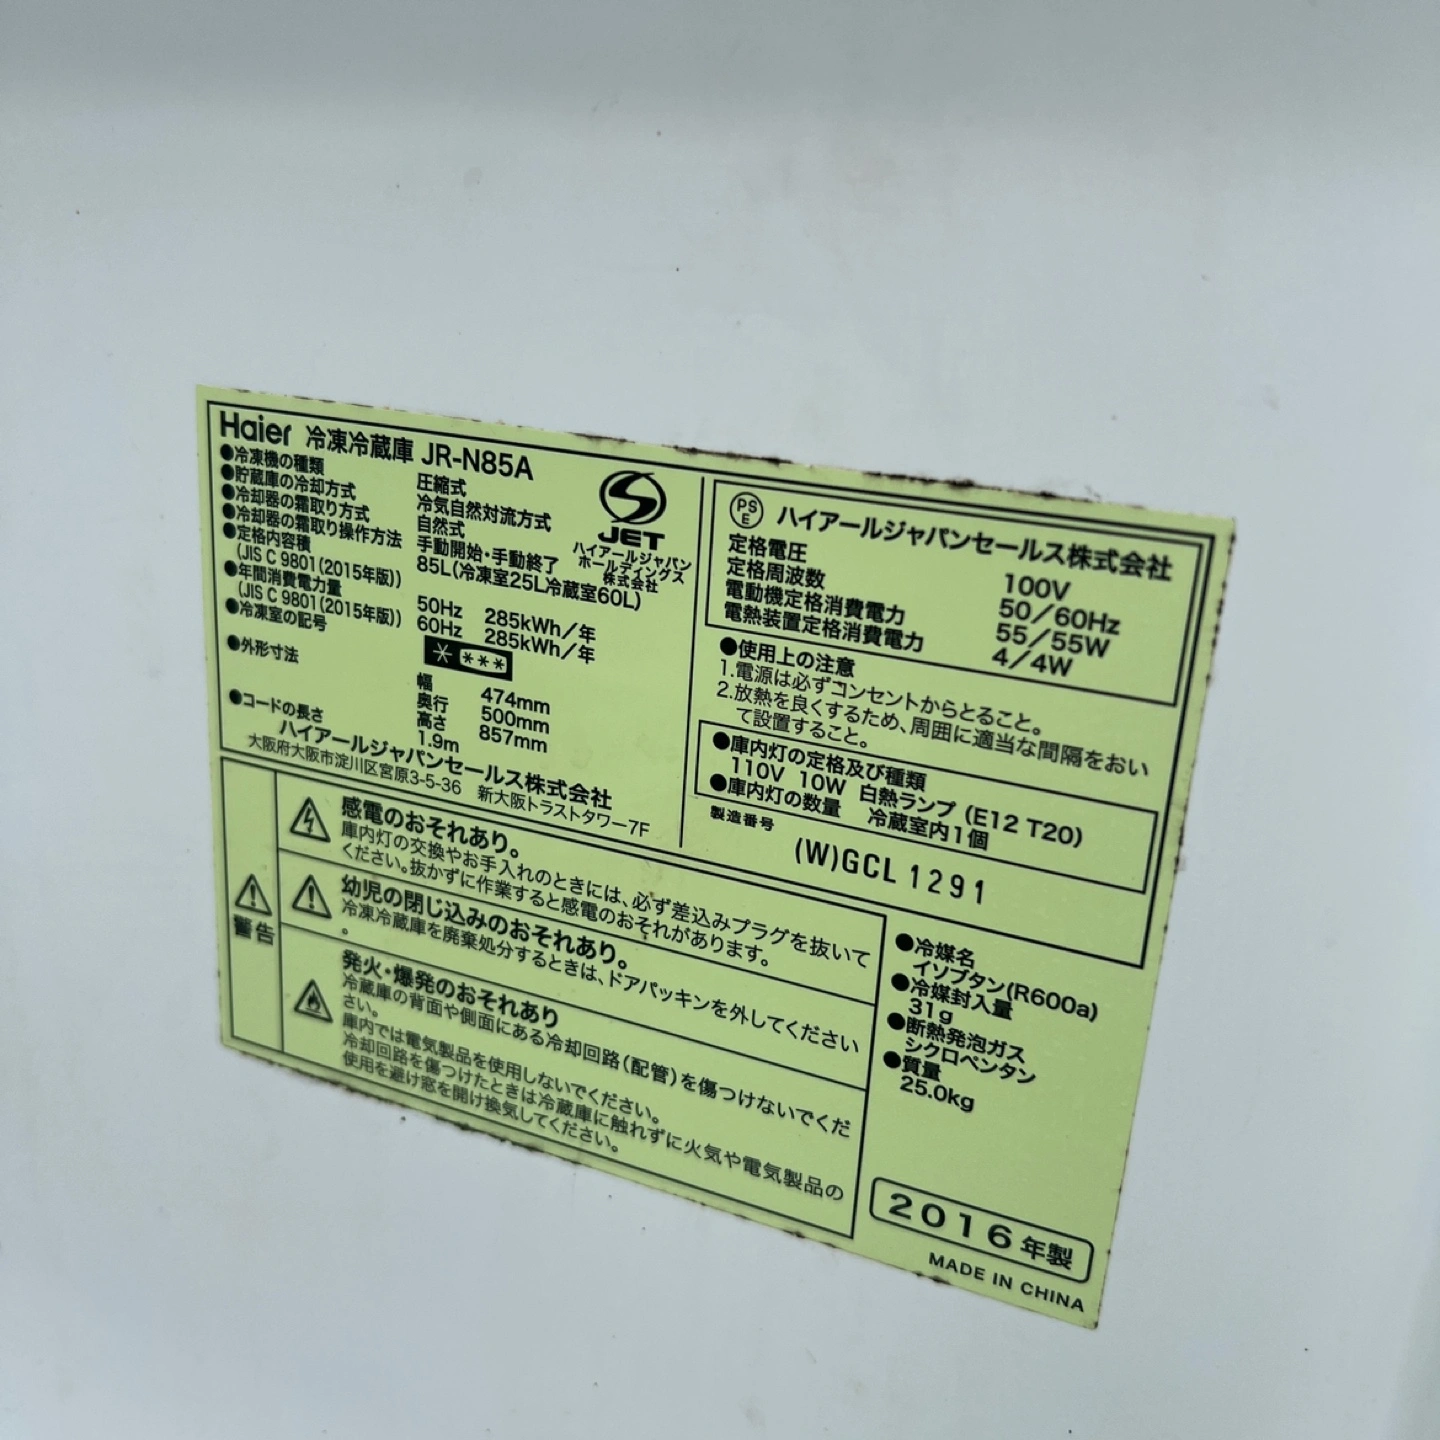 Haier 冷凍冷蔵庫 JR-N85A
●冷凍機の種類 圧縮式
●貯蔵庫の冷却方式 冷気自然対流方式
●冷却器の霜取り方式 自然式
●冷却器の霜取り操作方法 手動開始・手動終了
●定格内容積 85L(冷凍室25L冷蔵室60L)
(JIS C 9801(2015年版))
●年間消費電力量 50Hz 285kWh/年
(JIS C 9801(2015年版)) 60Hz 285kWh/年
●冷凍室の記号 * ***
●外形寸法 幅 474mm
奥行 500mm
高さ 857mm
●コードの長さ 1.9m
ハイアールジャパンセールス株式会社
大阪府大阪市淀川区宮原3-5-36 新大阪トラストタワー7F
JET
ハイアールジャパン
ホールディングス
株式会社
PS
E
ハイアールジャパンセールス株式会社
定格電圧 100V
定格周波数 50/60Hz
電動機定格消費電力 55/55W
電熱装置定格消費電力 4/4W
●使用上の注意
1.電源は必ずコンセントからとること。
2.放熱を良くするため、周囲に適当な間隔をおい
て設置すること。
●庫内灯の定格及び種類
110V 10W 白熱ランプ (E12 T20)
●庫内灯の数量 冷蔵室内1個
製造番号
(W)GCL 1291
警告
感電のおそれあり。
庫内灯の交換やお手入れのときには、必ず差込みプラグを抜いて
ください。抜かずに作業すると感電のおそれがあります。
幼児の閉じ込みのおそれあり。
冷凍冷蔵庫を廃棄処分するときは、ドアパッキンを外してください
。
発火・爆発のおそれあり
冷蔵庫の背面や側面にある冷却回路(配管)を傷つけないでくだ
さい。
庫内では電気製品を使用しないでください。
冷却回路を傷つけたときは冷蔵庫に触れずに火気や電気製品の
使用を避け窓を開け換気してください。
●冷媒名
イソブタン(R600a)
●冷媒封入量
31g
●断熱発泡ガス
シクロペンタン
●質量
25.0kg
2016年製
MADE IN CHINA